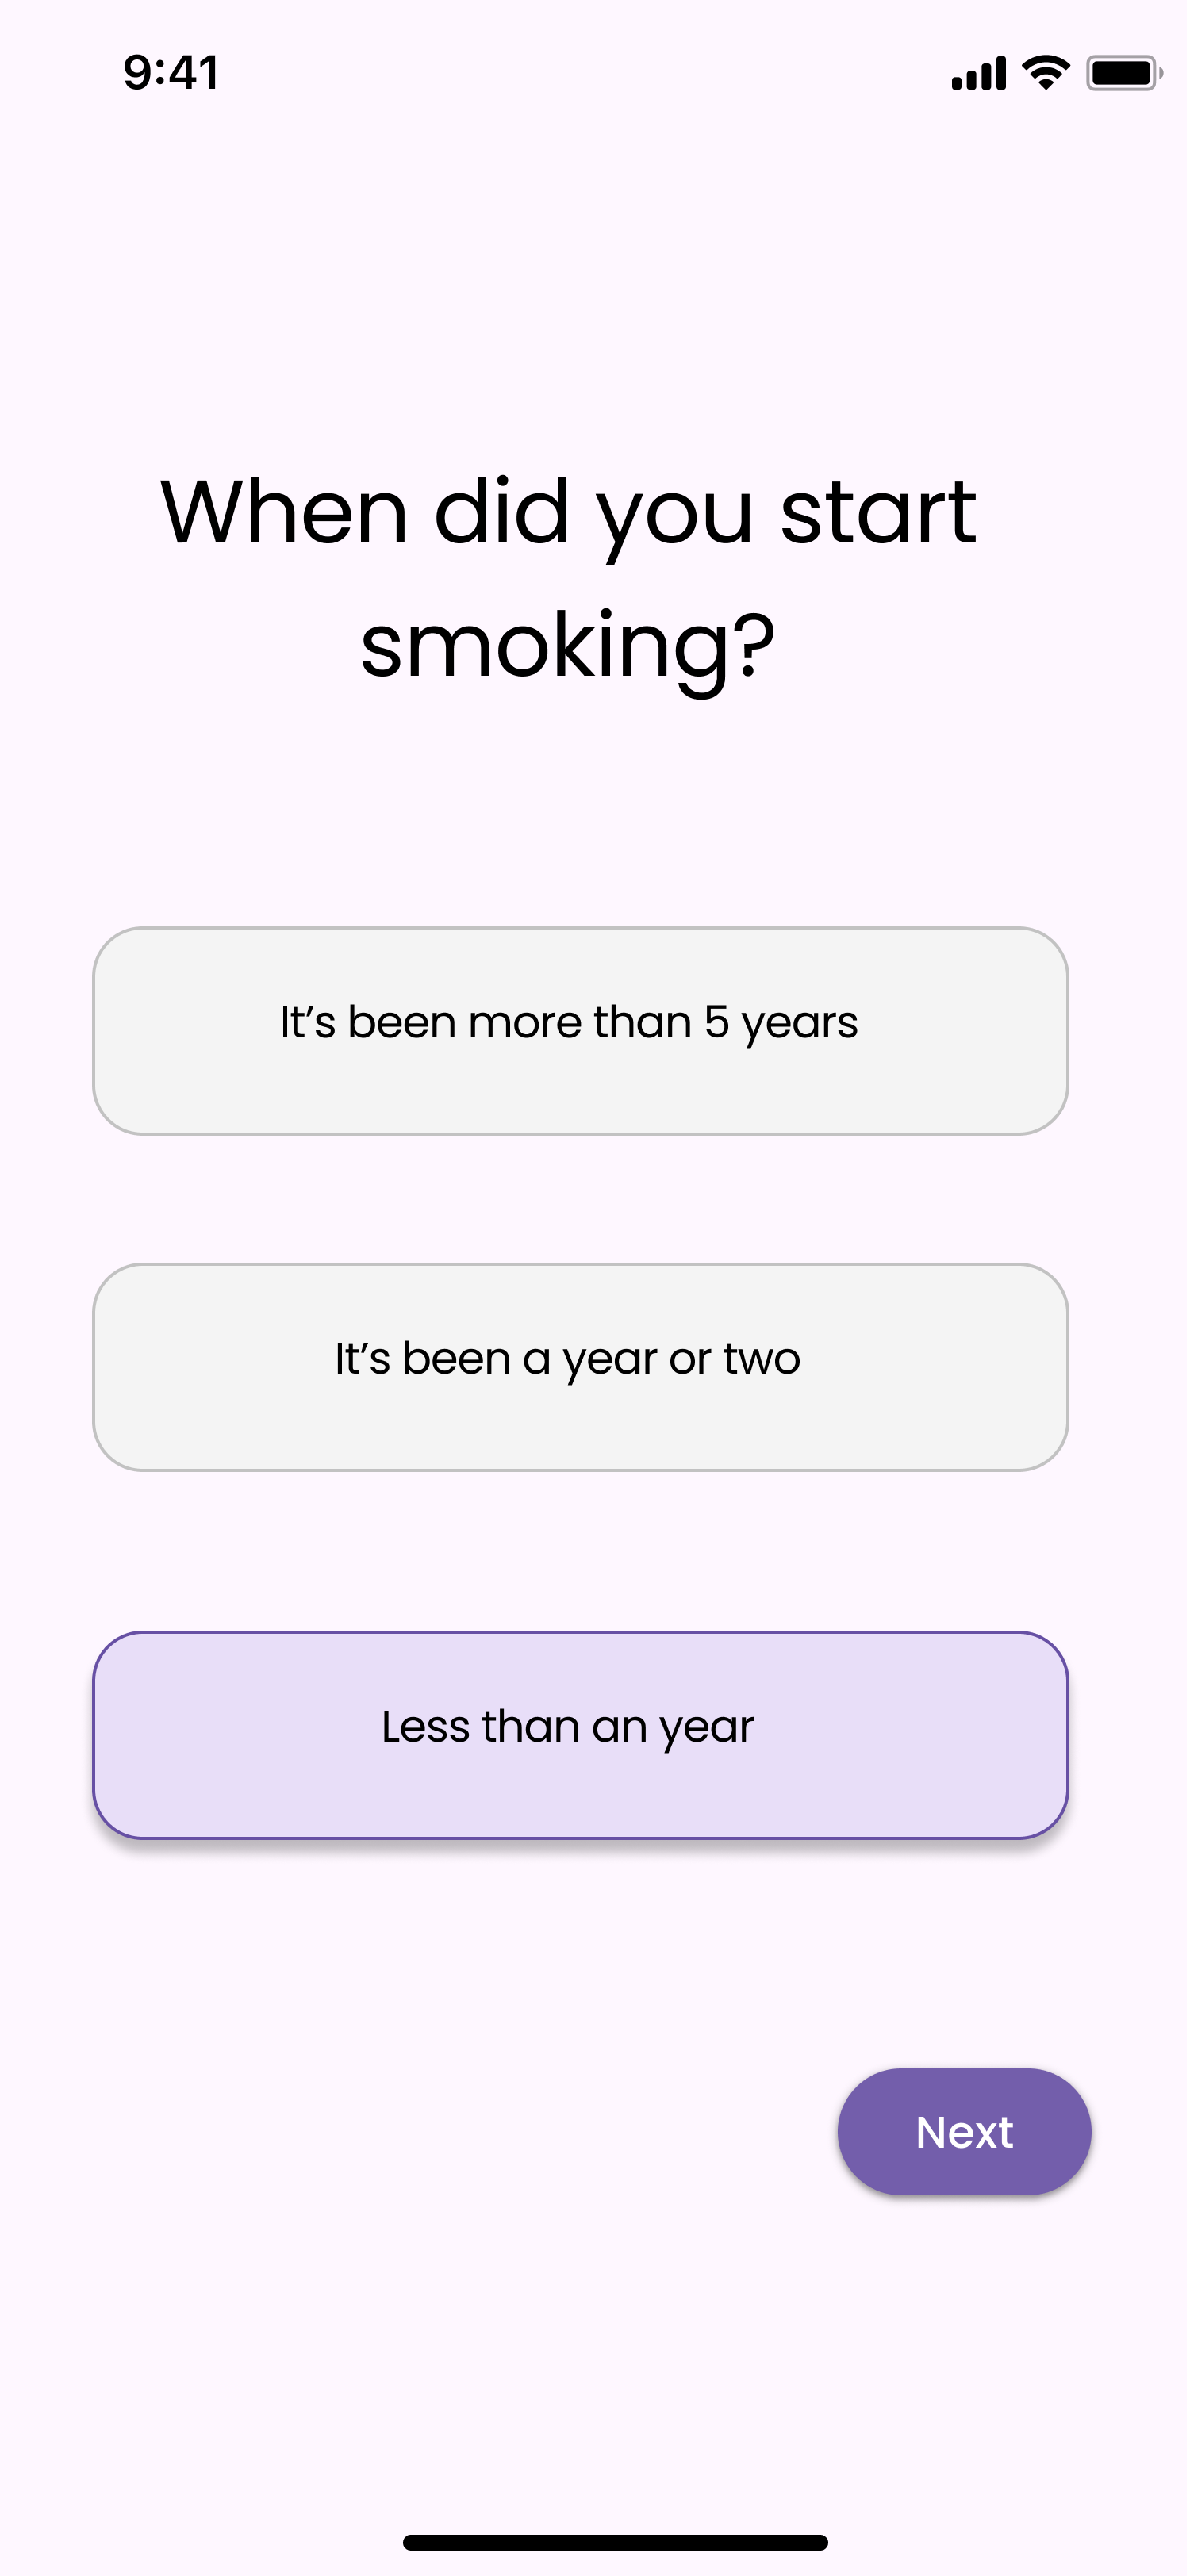 9:41
When did you start
smoking?
It’s been more than 5 years
It’s been a year or two
Less than an year
Next